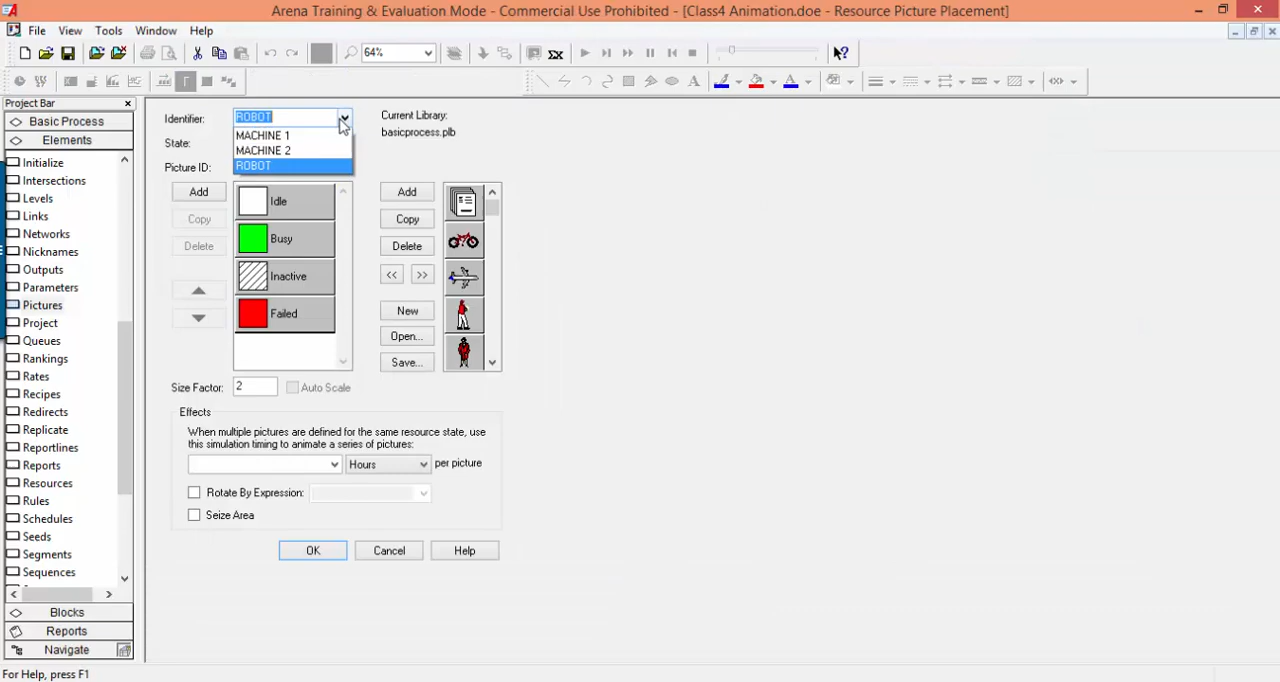 Arena Training & Evaluation Mode - Commercial Use Prohibited - [Class4 Animation.doe - Resource Picture Placement]
File View Tools Window Help
64%
Project Bar
Basic Process
Elements
Initialize
Intersections
Levels
Links
Networks
Nicknames
Outputs
Parameters
Pictures
Project
Queues
Rankings
Rates
Recipes
Redirects
Replicate
Reportlines
Reports
Resources
Rules
Schedules
Seeds
Segments
Sequences
Blocks
Reports
Navigate
Identifier: ROBOT
MACHINE 1
MACHINE 2
ROBOT
State:
Picture ID:
Current Library:
basicprocess.plb
Add
Copy
Delete
Idle
Busy
Inactive
Failed
Add
Copy
Delete
<< >>
New
Open...
Save...
Size Factor: 2 Auto Scale
Effects
When multiple pictures are defined for the same resource state, use
this simulation timing to animate a series of pictures:
Hours per picture
Rotate By Expression:
Seize Area
OK Cancel Help
For Help, press F1